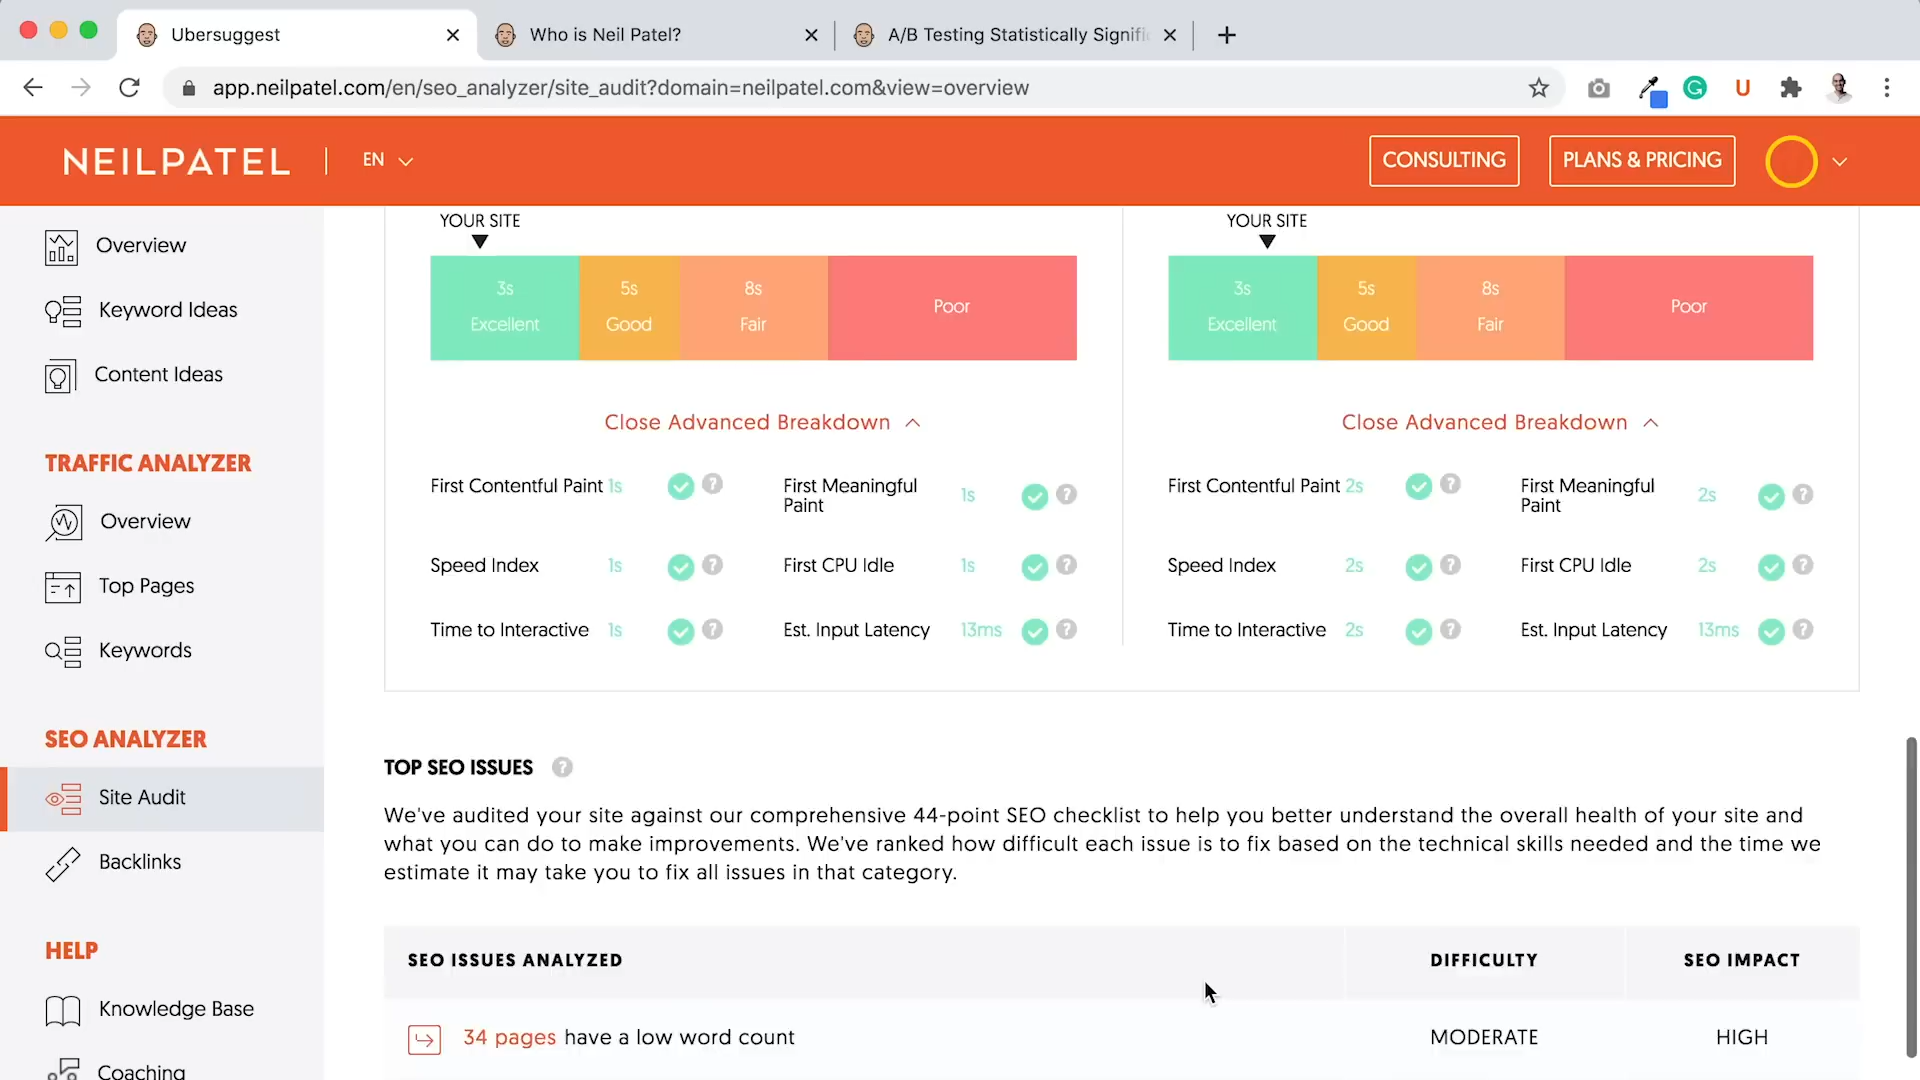 Ubersuggest
Who is Neil Patel?
A/B Testing Statistically Signifi
app.neilpatel.com/en/seo_analyzer/site_audit?domain=neilpatel.com&view=overview
U
NEILPATEL
EN
CONSULTING
PLANS & PRICING
Overview
Keyword Ideas
Content Ideas
TRAFFIC ANALYZER
Overview
Top Pages
Keywords
SEO ANALYZER
Site Audit
Backlinks
HELP
Knowledge Base
Coaching
YOUR SITE
3s
Excellent
5s
Good
8s
Fair
Poor
Close Advanced Breakdown
First Contentful Paint 1s ?
First Meaningful
Paint
1s ?
Speed Index 1s ?
First CPU Idle 1s ?
Time to Interactive 1s ?
Est. Input Latency 13ms ?
YOUR SITE
3s
Excellent
5s
Good
8s
Fair
Poor
Close Advanced Breakdown
First Contentful Paint 2s ?
First Meaningful
Paint
2s ?
Speed Index 2s ?
First CPU Idle 2s ?
Time to Interactive 2s ?
Est. Input Latency 13ms ?
TOP SEO ISSUES ?
We've audited your site against our comprehensive 44-point SEO checklist to help you better understand the overall health of your site and
what you can do to make improvements. We've ranked how difficult each issue is to fix based on the technical skills needed and the time we
estimate it may take you to fix all issues in that category.
SEO ISSUES ANALYZED DIFFICULTY SEO IMPACT
34 pages have a low word count MODERATE HIGH